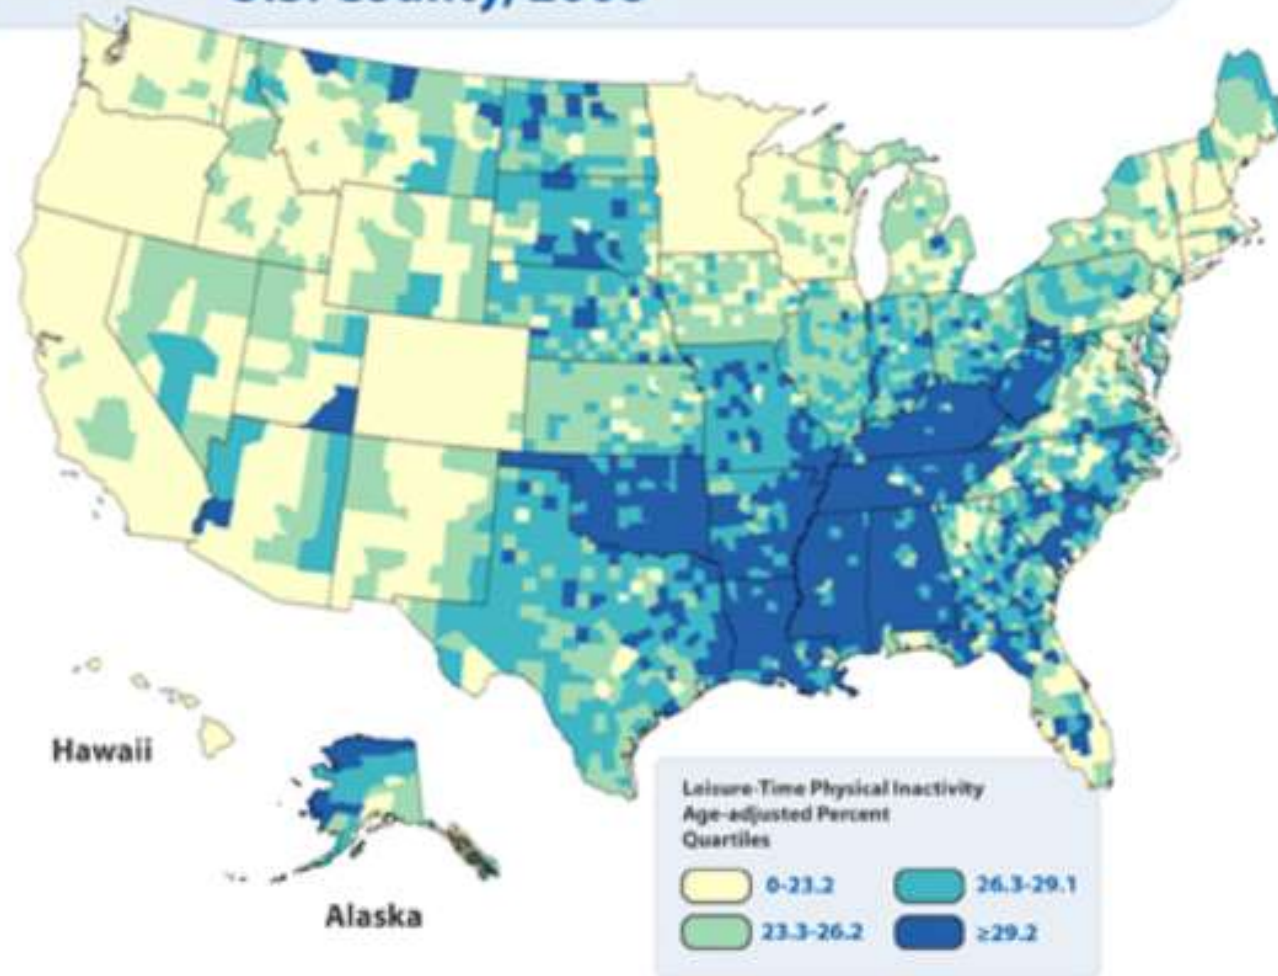 Hawaii
Alaska
Leisure-Time Physical Inactivity
Age-adjusted Percent
Quartiles
0-23.2
26.3-29.1
23.3-26.2
≥29.2